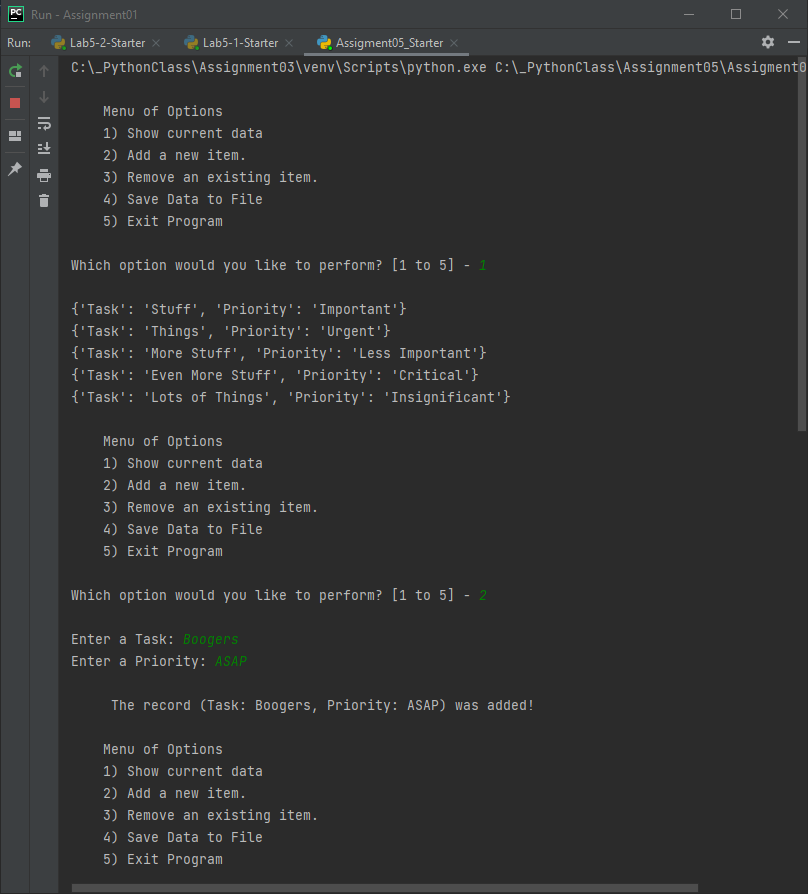 PC Run - Assignment01
Run: Lab5-2-Starter Lab5-1-Starter Assigment05_Starter
C:\_PythonClass\Assignment03\venv\Scripts\python.exe C:\_PythonClass\Assignment05\Assigment0
Menu of Options
1) Show current data
2) Add a new item.
3) Remove an existing item.
4) Save Data to File
5) Exit Program
Which option would you like to perform? [1 to 5] - 1
{'Task': 'Stuff', 'Priority': 'Important'}
{'Task': 'Things', 'Priority': 'Urgent'}
{'Task': 'More Stuff', 'Priority': 'Less Important'}
{'Task': 'Even More Stuff', 'Priority': 'Critical'}
{'Task': 'Lots of Things', 'Priority': 'Insignificant'}
Menu of Options
1) Show current data
2) Add a new item.
3) Remove an existing item.
4) Save Data to File
5) Exit Program
Which option would you like to perform? [1 to 5] - 2
Enter a Task: Boogers
Enter a Priority: ASAP
The record (Task: Boogers, Priority: ASAP) was added!
Menu of Options
1) Show current data
2) Add a new item.
3) Remove an existing item.
4) Save Data to File
5) Exit Program